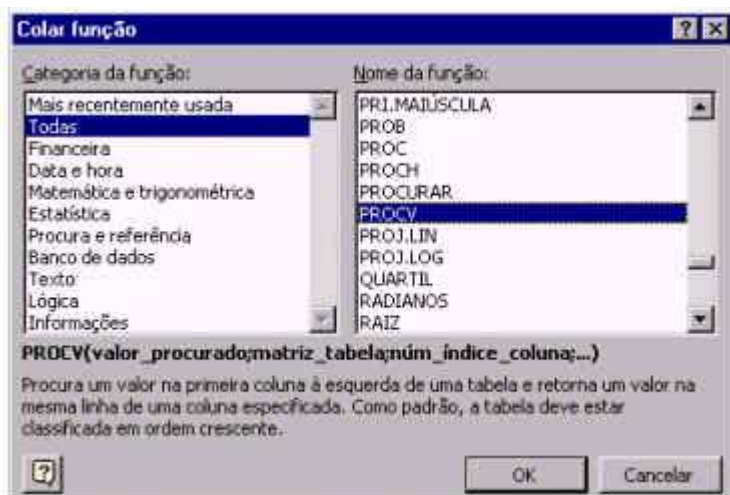 Colar função
Categoria da função:
Mais recentemente usada
Todas
Financeira
Data e hora
Matemática e trigonométrica
Estatística
Procura e referência
Banco de dados
Texto
Lógica
Informações
Nome da função:
PRI.MAIÚSCULA
PROB
PROC
PROCH
PROCURAR
PROCV
PROJ.LIN
PROJ.LOG
QUARTIL
RADIANOS
RAIZ
PROCV(valor_procurado;matriz_tabela;núm_índice_coluna;...)
Procura um valor na primeira coluna à esquerda de uma tabela e retorna um valor na
mesma linha de uma coluna especificada. Como padrão, a tabela deve estar
classificada em ordem crescente.
OK
Cancelar